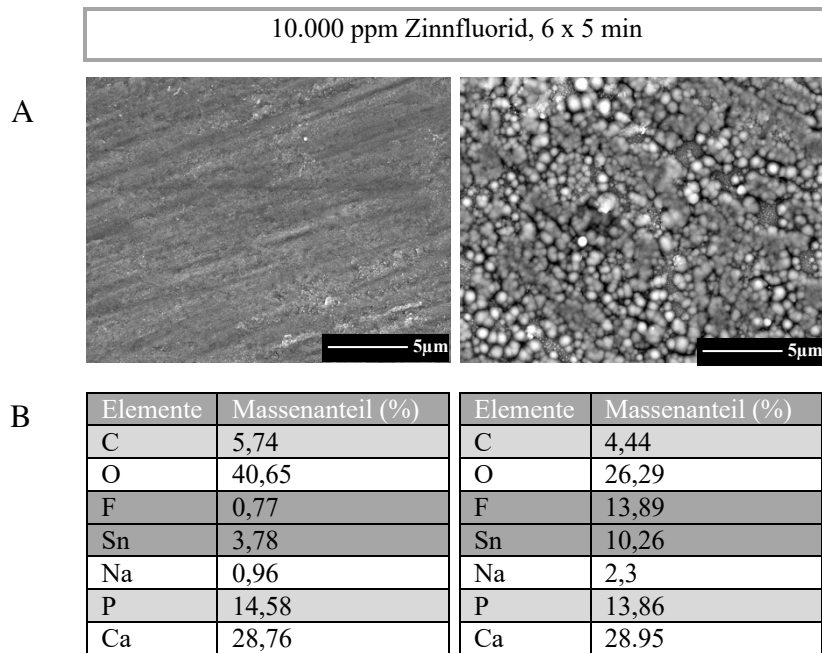 10.000 ppm Zinnfluorid, 6 x 5 min
A
5µm
5µm
B
Elemente Massenanteil (%)
C 5,74
O 40,65
F 0,77
Sn 3,78
Na 0,96
P 14,58
Ca 28,76
Elemente Massenanteil (%)
C 4,44
O 26,29
F 13,89
Sn 10,26
Na 2,3
P 13,86
Ca 28.95